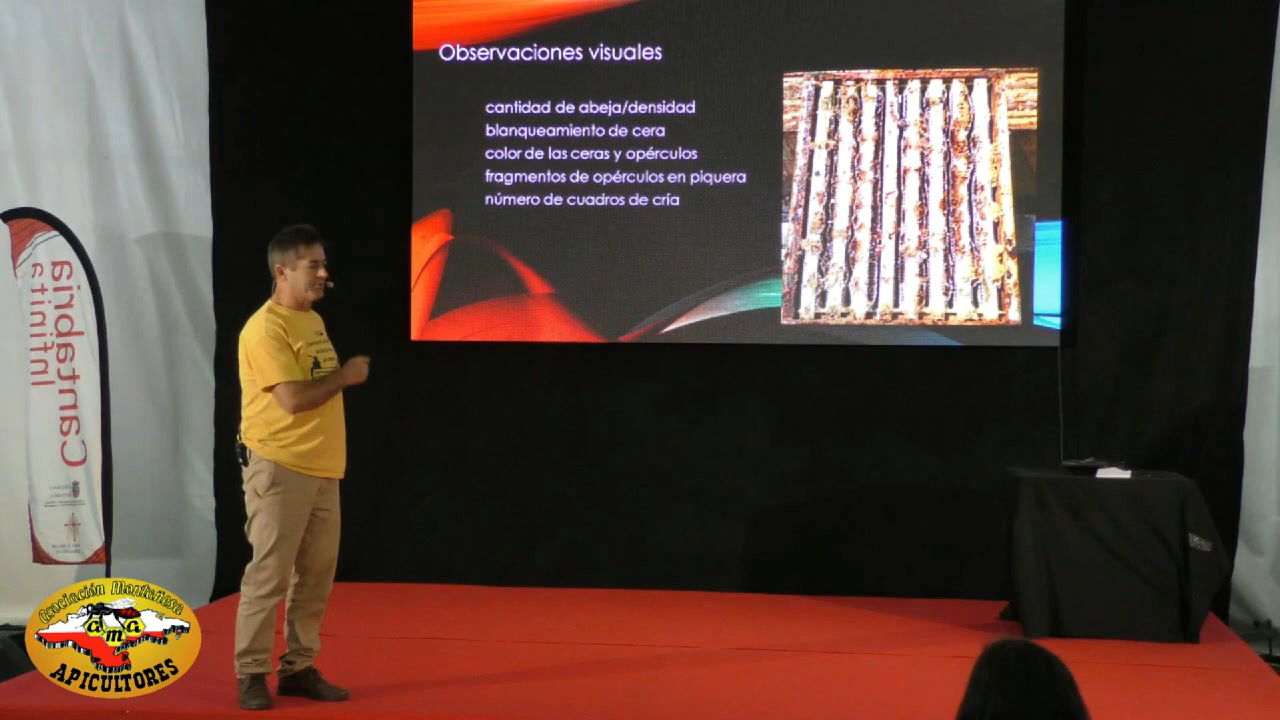 Observaciones visuales
cantidad de abeja/densidad
blanqueamiento de cera
color de las ceras y opérculos
fragmentos de opérculos en piquera
número de cuadros de cría
Cantabria
Infinita
Asociación Montañesa
ama
APICULTORES